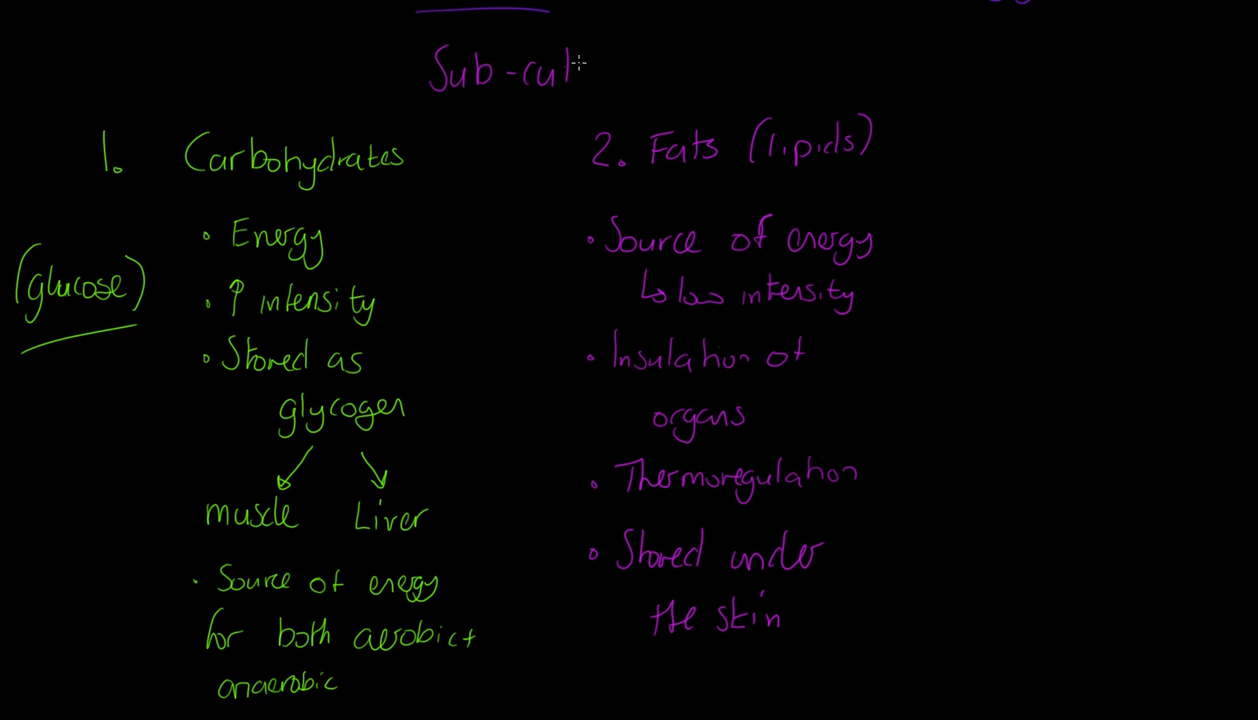 Sub-cut
1. Carbohydrates
(glucose)
• Energy
• ↑ intensity
• Stored as
glycogen
muscle Liver
• Source of energy
for both aerobic +
anaerobic
2. Fats (lipids)
• Source of energy
↳ low intensity
• Insulation of
organs
• Thermoregulation
• Stored under
the skin